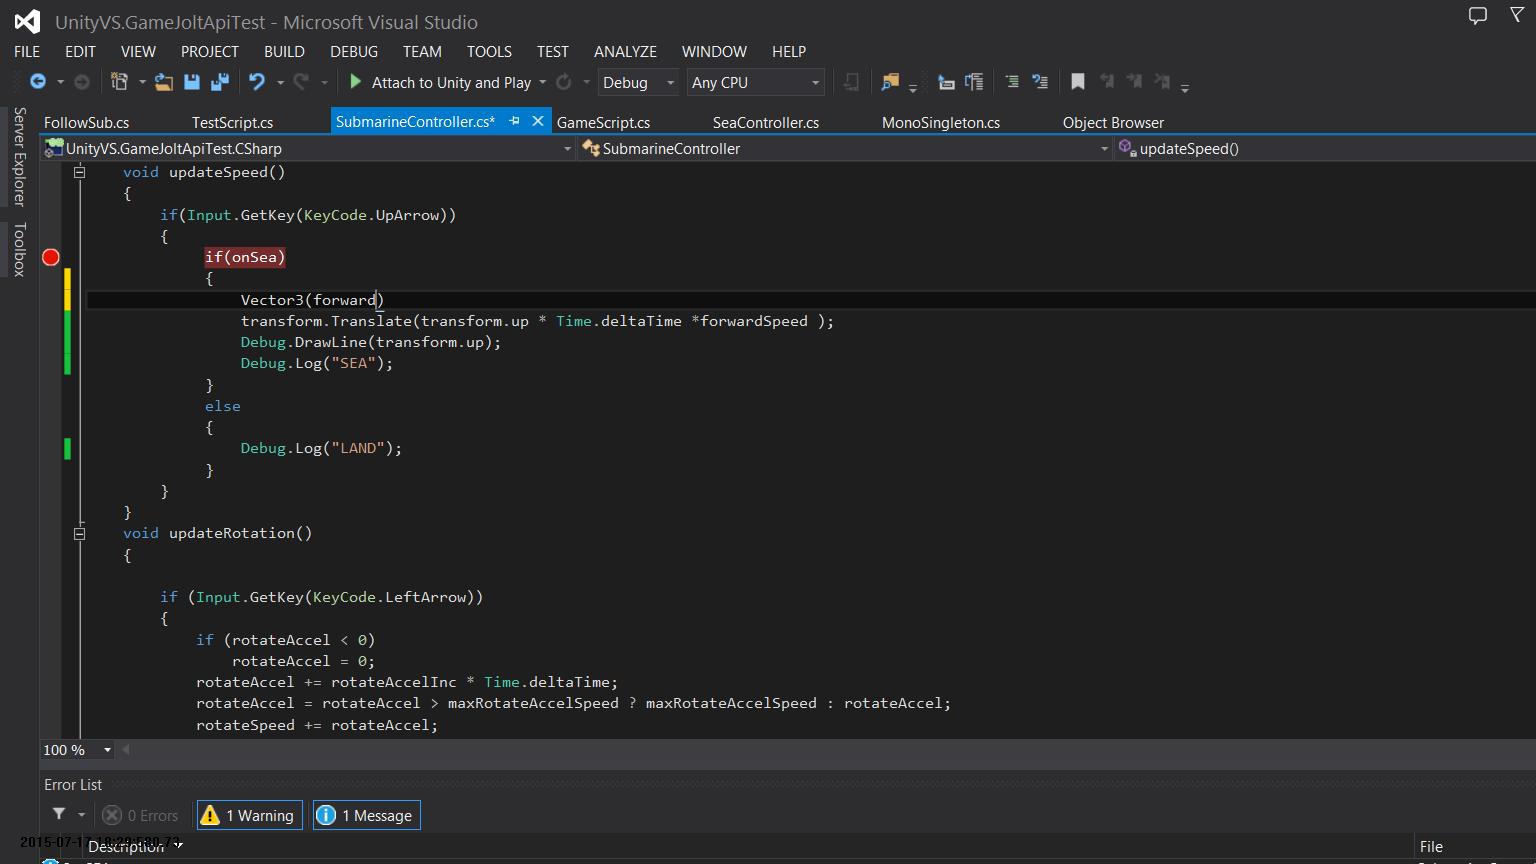 UnityVS.GameJoltApiTest - Microsoft Visual Studio
FILE EDIT VIEW PROJECT BUILD DEBUG TEAM TOOLS TEST ANALYZE WINDOW HELP
Attach to Unity and Play Debug Any CPU
Server Explorer
Toolbox
FollowSub.cs TestScript.cs SubmarineController.cs* GameScript.cs SeaController.cs MonoSingleton.cs Object Browser
UnityVS.GameJoltApiTest.CSharp SubmarineController updateSpeed()
void updateSpeed()
{
if(Input.GetKey(KeyCode.UpArrow))
{
if(onSea)
{
Vector3(forward)
transform.Translate(transform.up * Time.deltaTime *forwardSpeed );
Debug.DrawLine(transform.up);
Debug.Log("SEA");
}
else
{
Debug.Log("LAND");
}
}
}
void updateRotation()
{
if (Input.GetKey(KeyCode.LeftArrow))
{
if (rotateAccel < 0)
rotateAccel = 0;
rotateAccel += rotateAccelInc * Time.deltaTime;
rotateAccel = rotateAccel > maxRotateAccelSpeed ? maxRotateAccelSpeed : rotateAccel;
rotateSpeed += rotateAccel;
100 %
Error List
0 Errors 1 Warning 1 Message
Description File